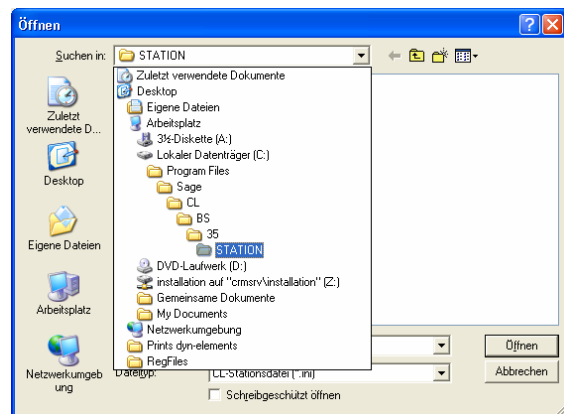 Öffnen
Suchen in:
STATION
Zuletzt verwendete D...
Desktop
Eigene Dateien
Arbeitsplatz
Netzwerkumgeb ung
Zuletzt verwendete Dokumente
Desktop
Eigene Dateien
Arbeitsplatz
3½-Diskette (A:)
Lokaler Datenträger (C:)
Program Files
Sage
CL
BS
35
STATION
DVD-Laufwerk (D:)
installation auf "crmsrv\installation" (Z:)
Gemeinsame Dokumente
My Documents
Netzwerkumgebung
Prints dyn-elements
RegFiles
Öffnen
Dateityp:
CL-Stationsdatei (*.ini)
Abbrechen
Schreibgeschützt öffnen